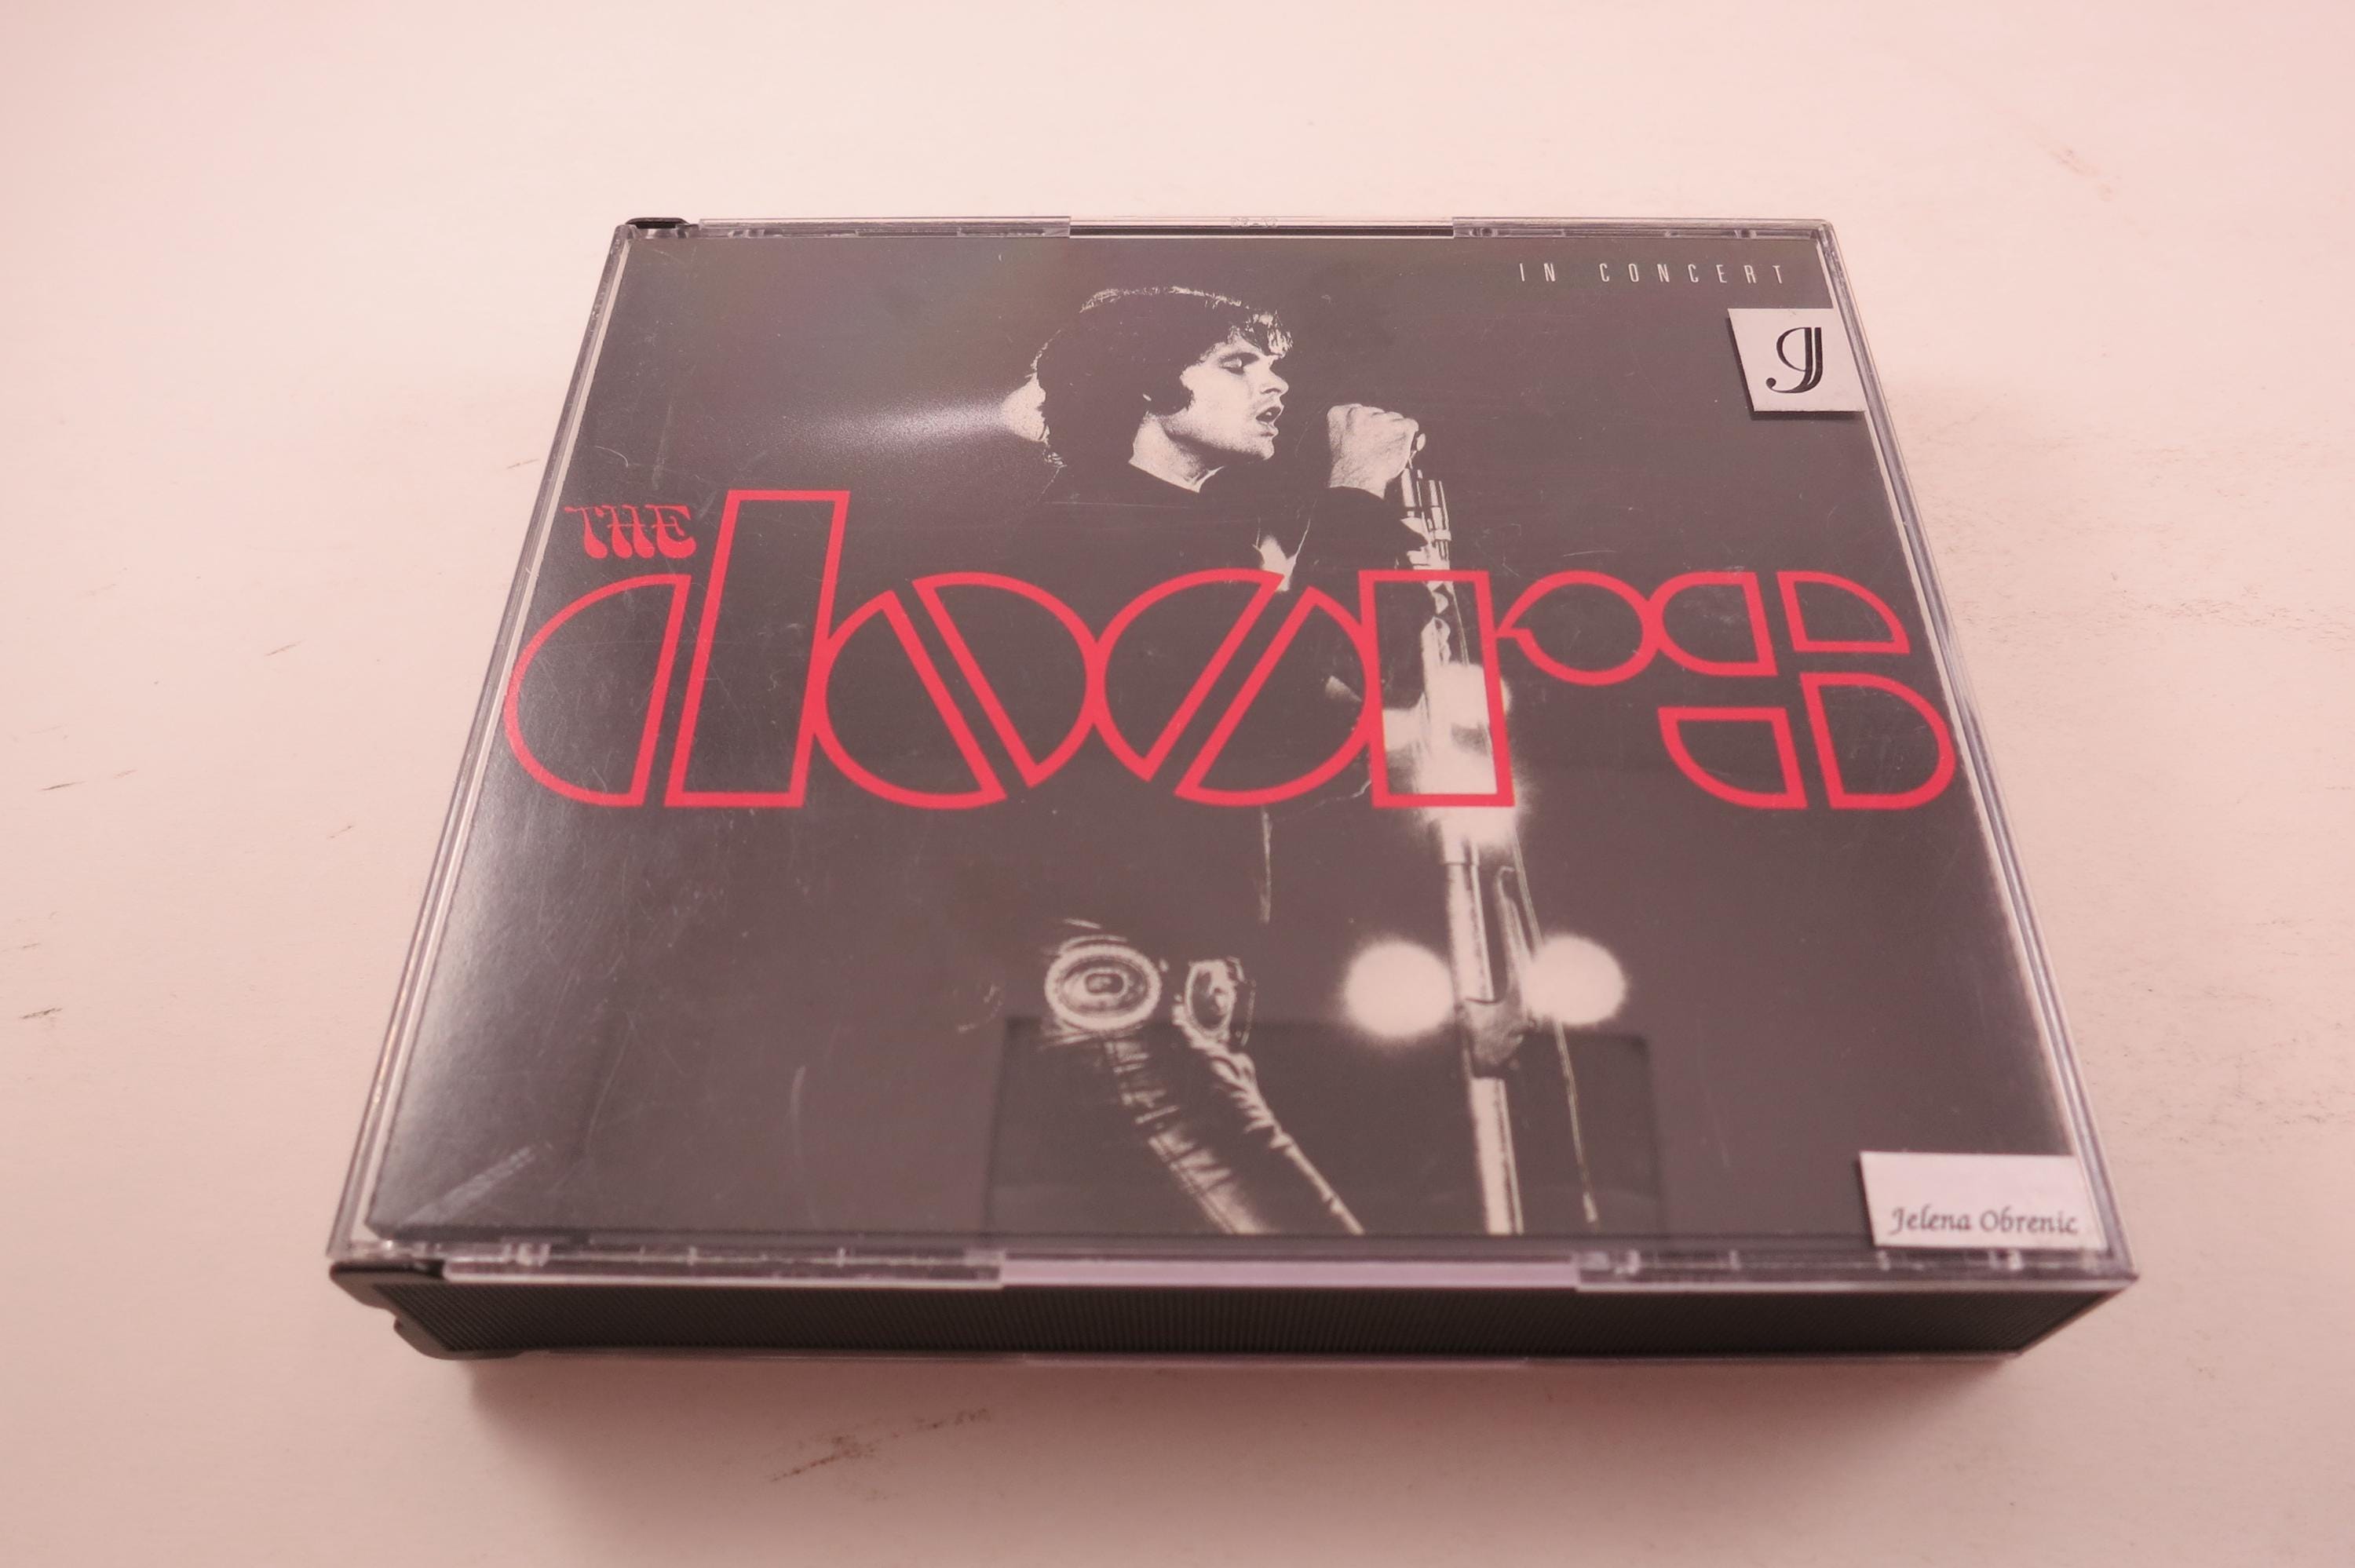 IN CONCERT
J
THE
doors
Jelena Obrenic